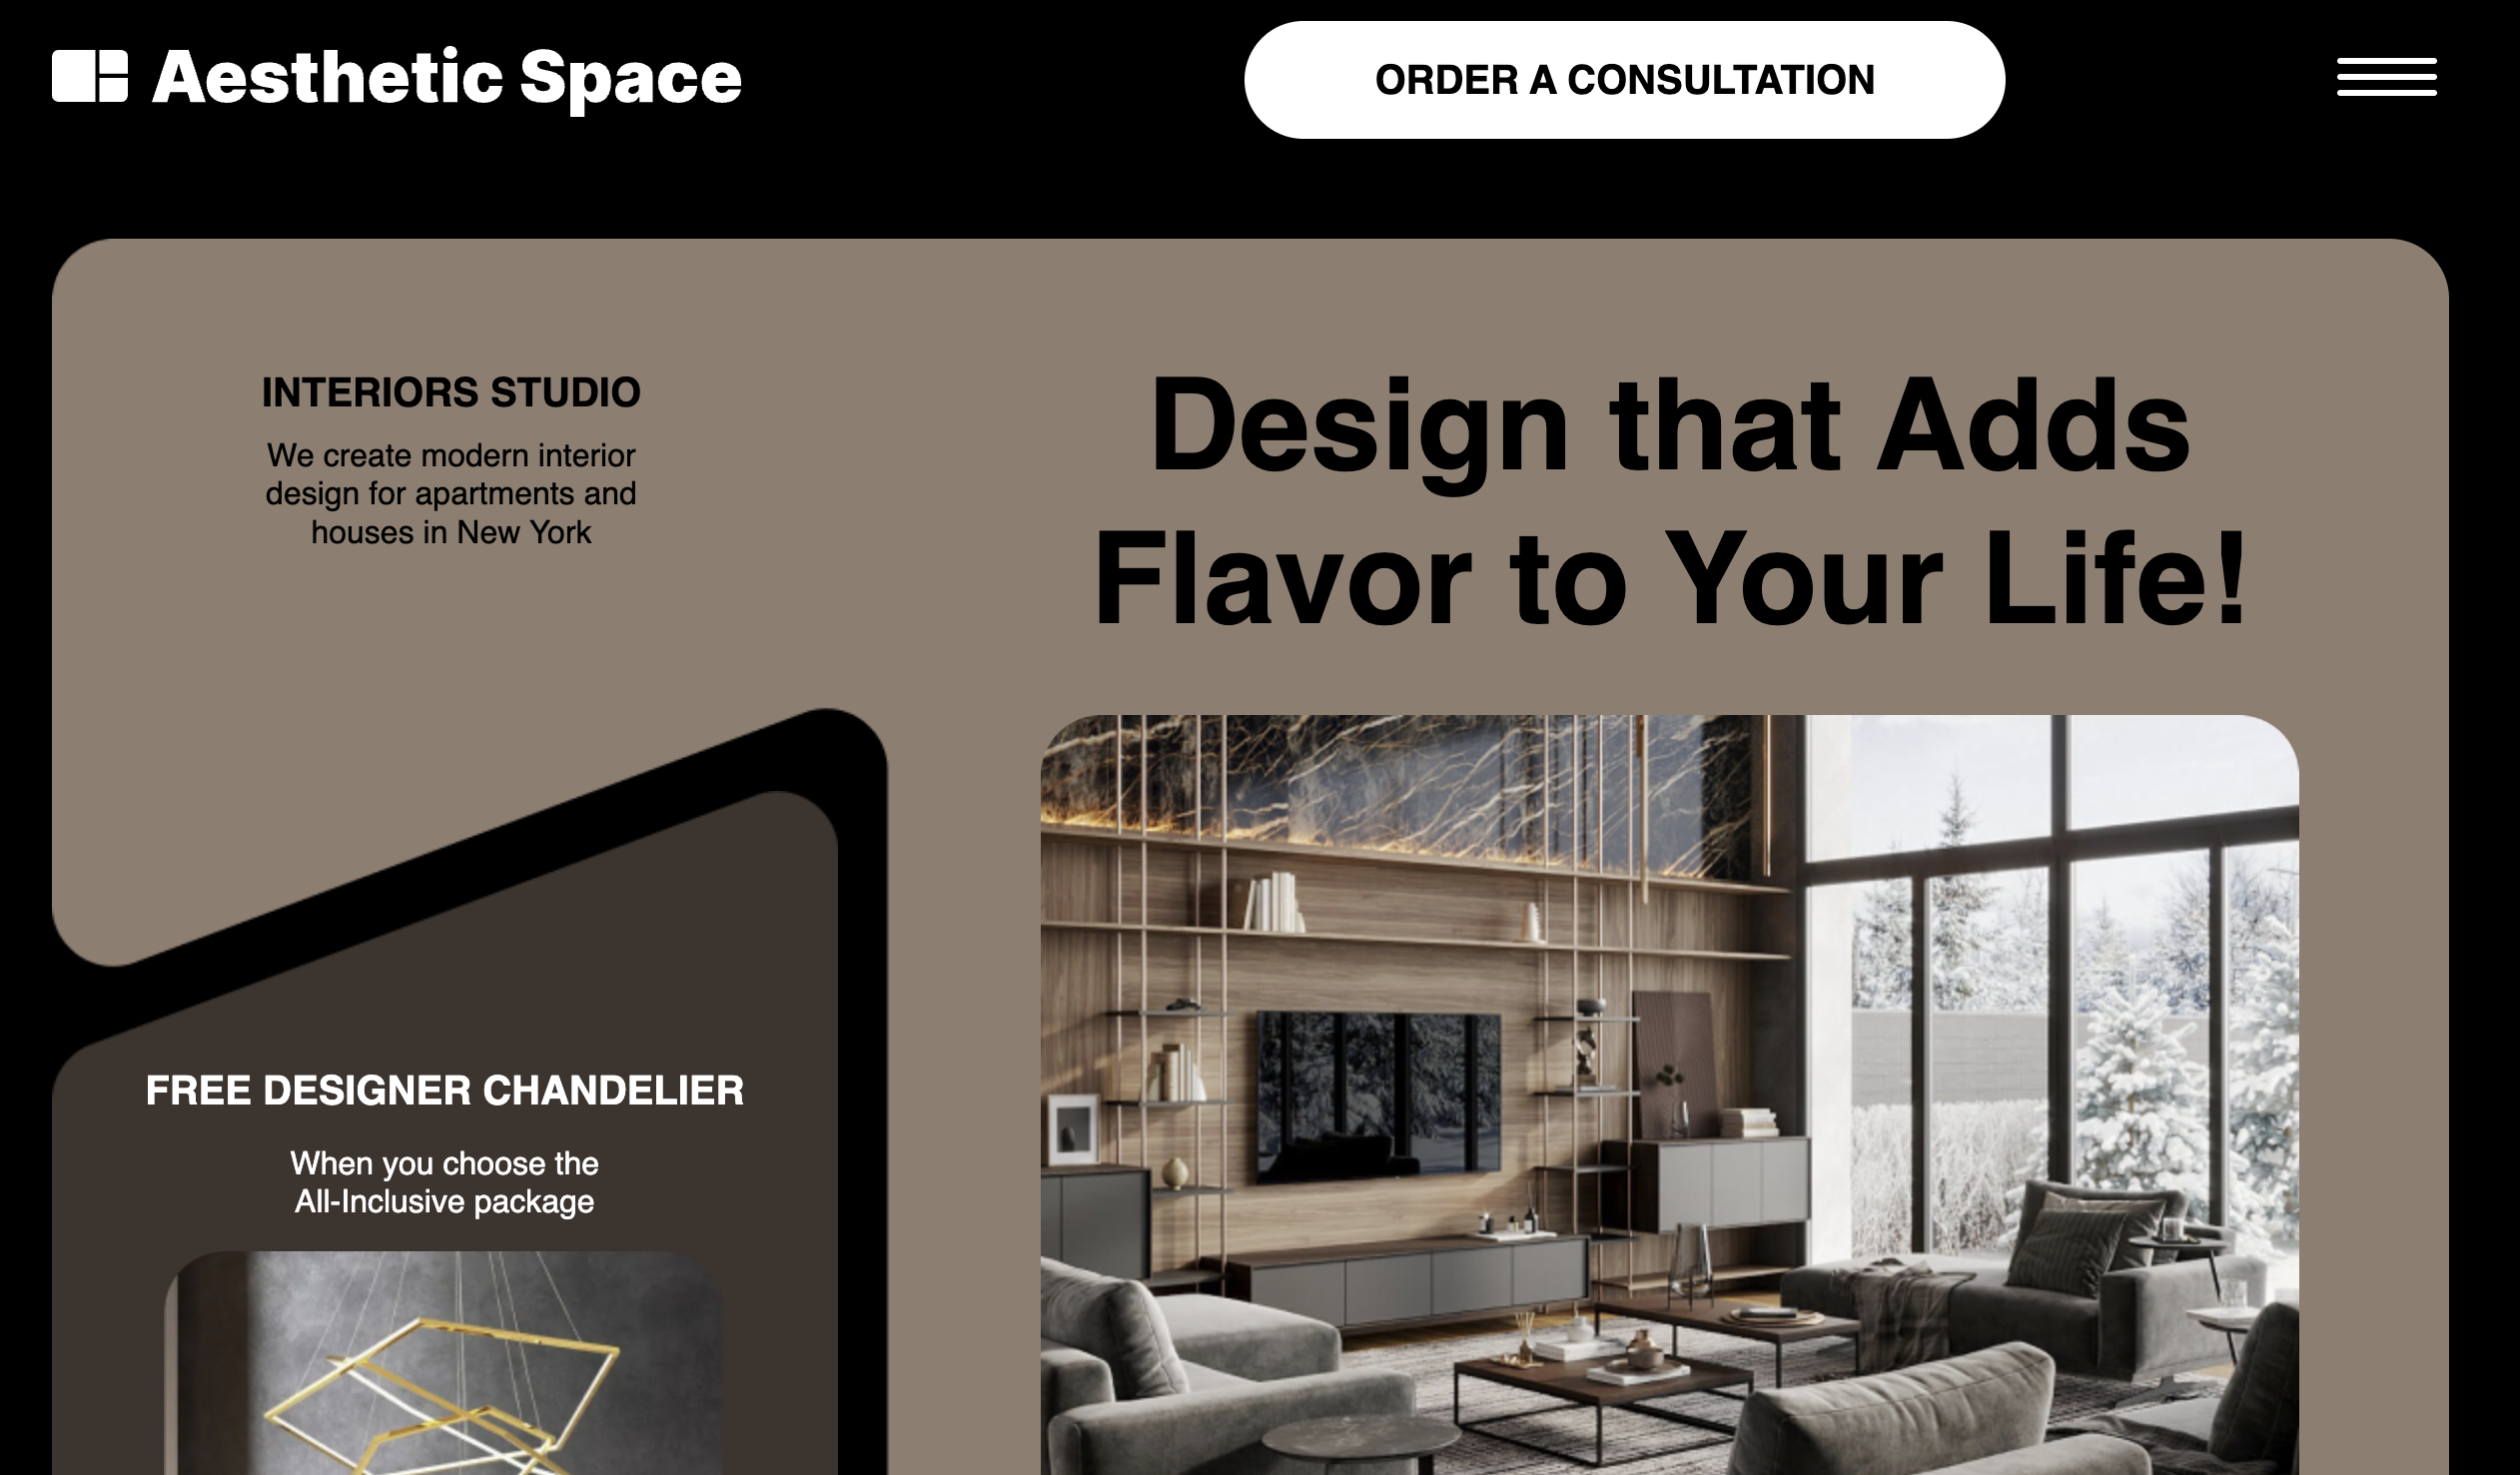 Aesthetic Space
ORDER A CONSULTATION
INTERIORS STUDIO
We create modern interior
design for apartments and
houses in New York
Design that Adds
Flavor to Your Life!
FREE DESIGNER CHANDELIER
When you choose the
All-Inclusive package